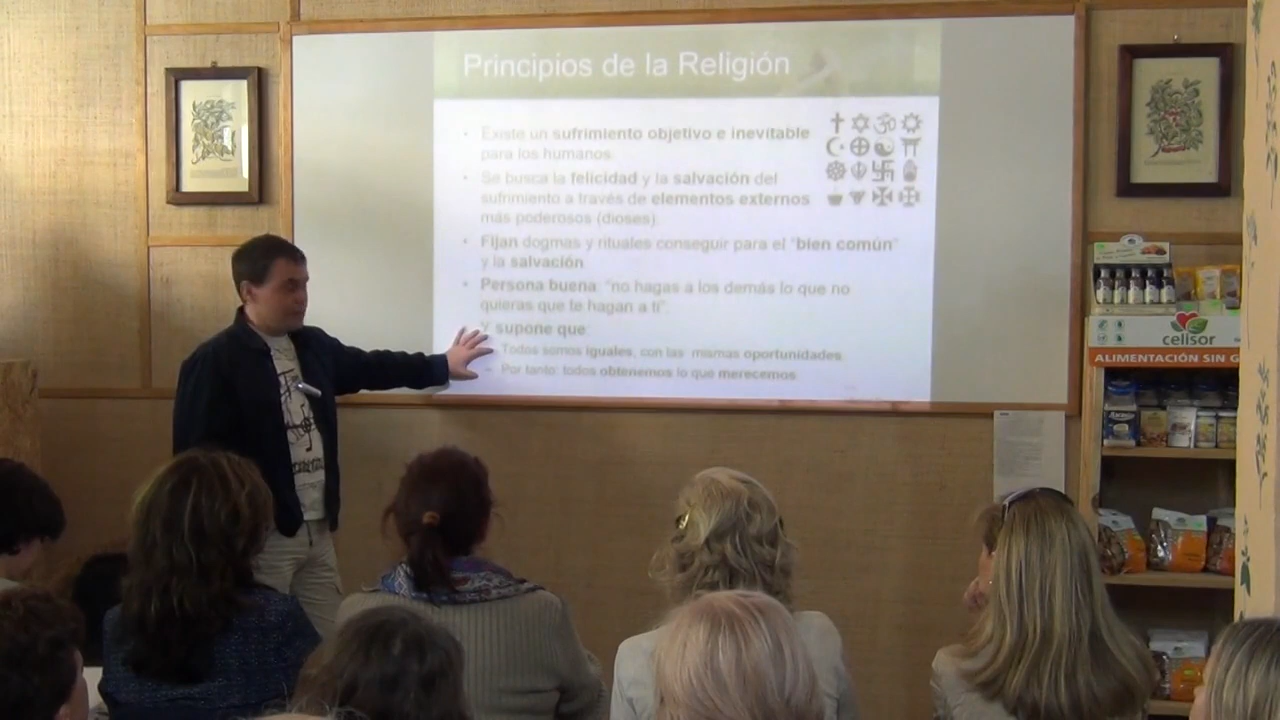 Principios de la Religión
• Existe un sufrimiento objetivo e inevitable
para los humanos.
• Se busca la felicidad y la salvación del
sufrimiento a través de elementos externos
más poderosos (dioses).
• Fijan dogmas y rituales conseguir para el "bien común"
y la salvación.
• Persona buena: "no hagas a los demás lo que no
quieras que te hagan a ti".
Y supone que:
– Todos somos iguales, con las mismas oportunidades.
– Por tanto: todos obtenemos lo que merecemos.
celisor
ALIMENTACIÓN SIN G